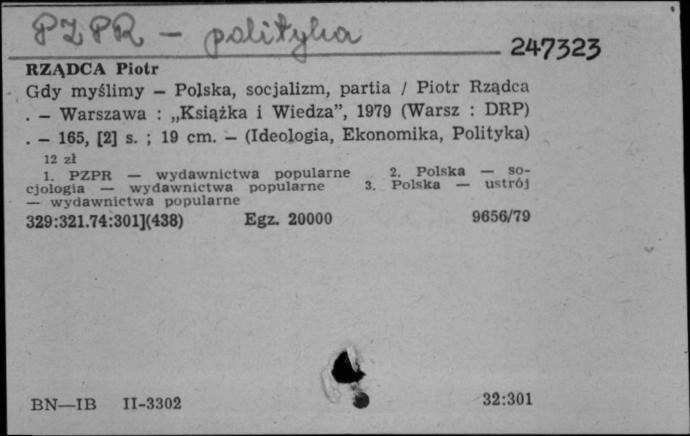 PZPR - polityka
247323
RZĄDCA Piotr
Gdy myślimy — Polska, socjalizm, partia / Piotr Rządca
. — Warszawa : „Książka i Wiedza”, 1979 (Warsz : DRP)
. — 165, [2] s. ; 19 cm. — (Ideologia, Ekonomika, Polityka)
12 zł
1. PZPR — wydawnictwa popularne 2. Polska — so-
cjologia — wydawnictwa popularne 3. Polska — ustrój
— wydawnictwa popularne
329:321.74:301](438) Egz. 20000 9656/79
BN—IB II-3302 32:301